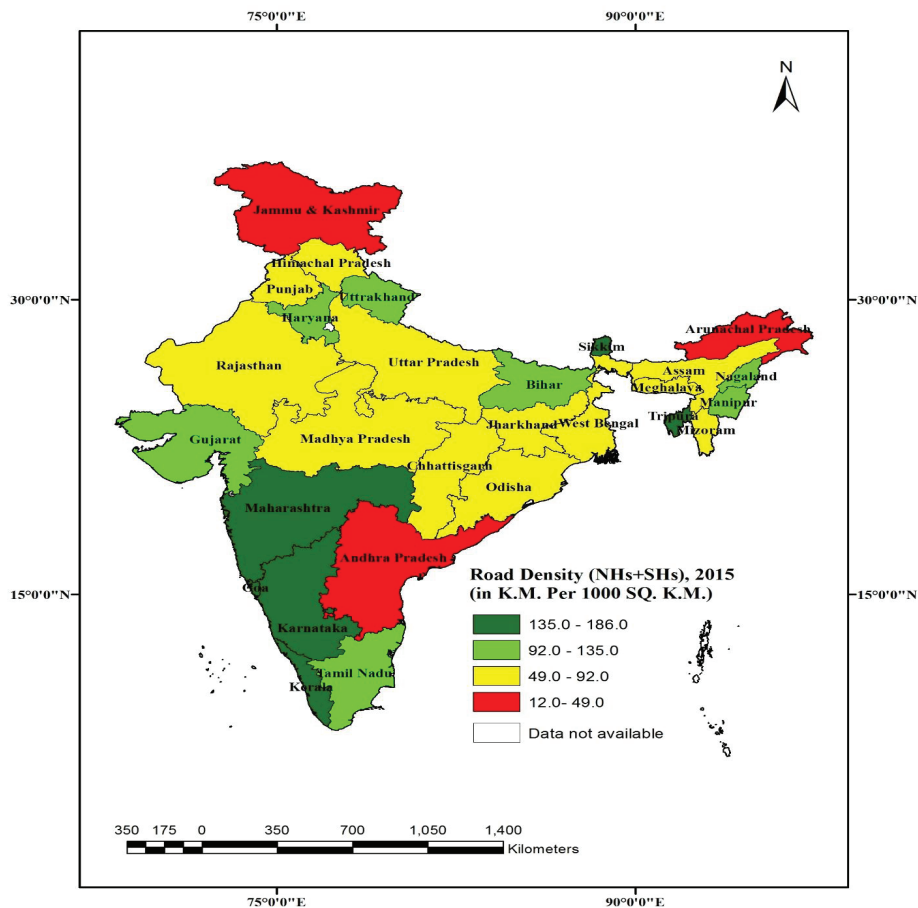 75°0'0"E 90°0'0"E
N
Jammu & Kashmir
Himachal Pradesh
Punjab
30°0'0"N 30°0'0"N
Uttrakhand
Haryana
Arunachal Pradesh
Sikkim
Rajasthan
Uttar Pradesh
Assam
Nagaland
Bihar
Meghalaya
Manipur
Tripura
Jharkhand
West Bengal
Mizoram
Gujarat
Madhya Pradesh
Chhattisgarh
Odisha
Maharashtra
Andhra Pradesh
Goa
15°0'0"N 15°0'0"N
Karnataka
Tamil Nadu
Kerala
Road Density (NHs+SHs), 2015
(in K.M. Per 1000 SQ. K.M.)
135.0 - 186.0
92.0 - 135.0
49.0 - 92.0
12.0- 49.0
Data not available
350 175 0 350 700 1,050 1,400
Kilometers
75°0'0"E 90°0'0"E